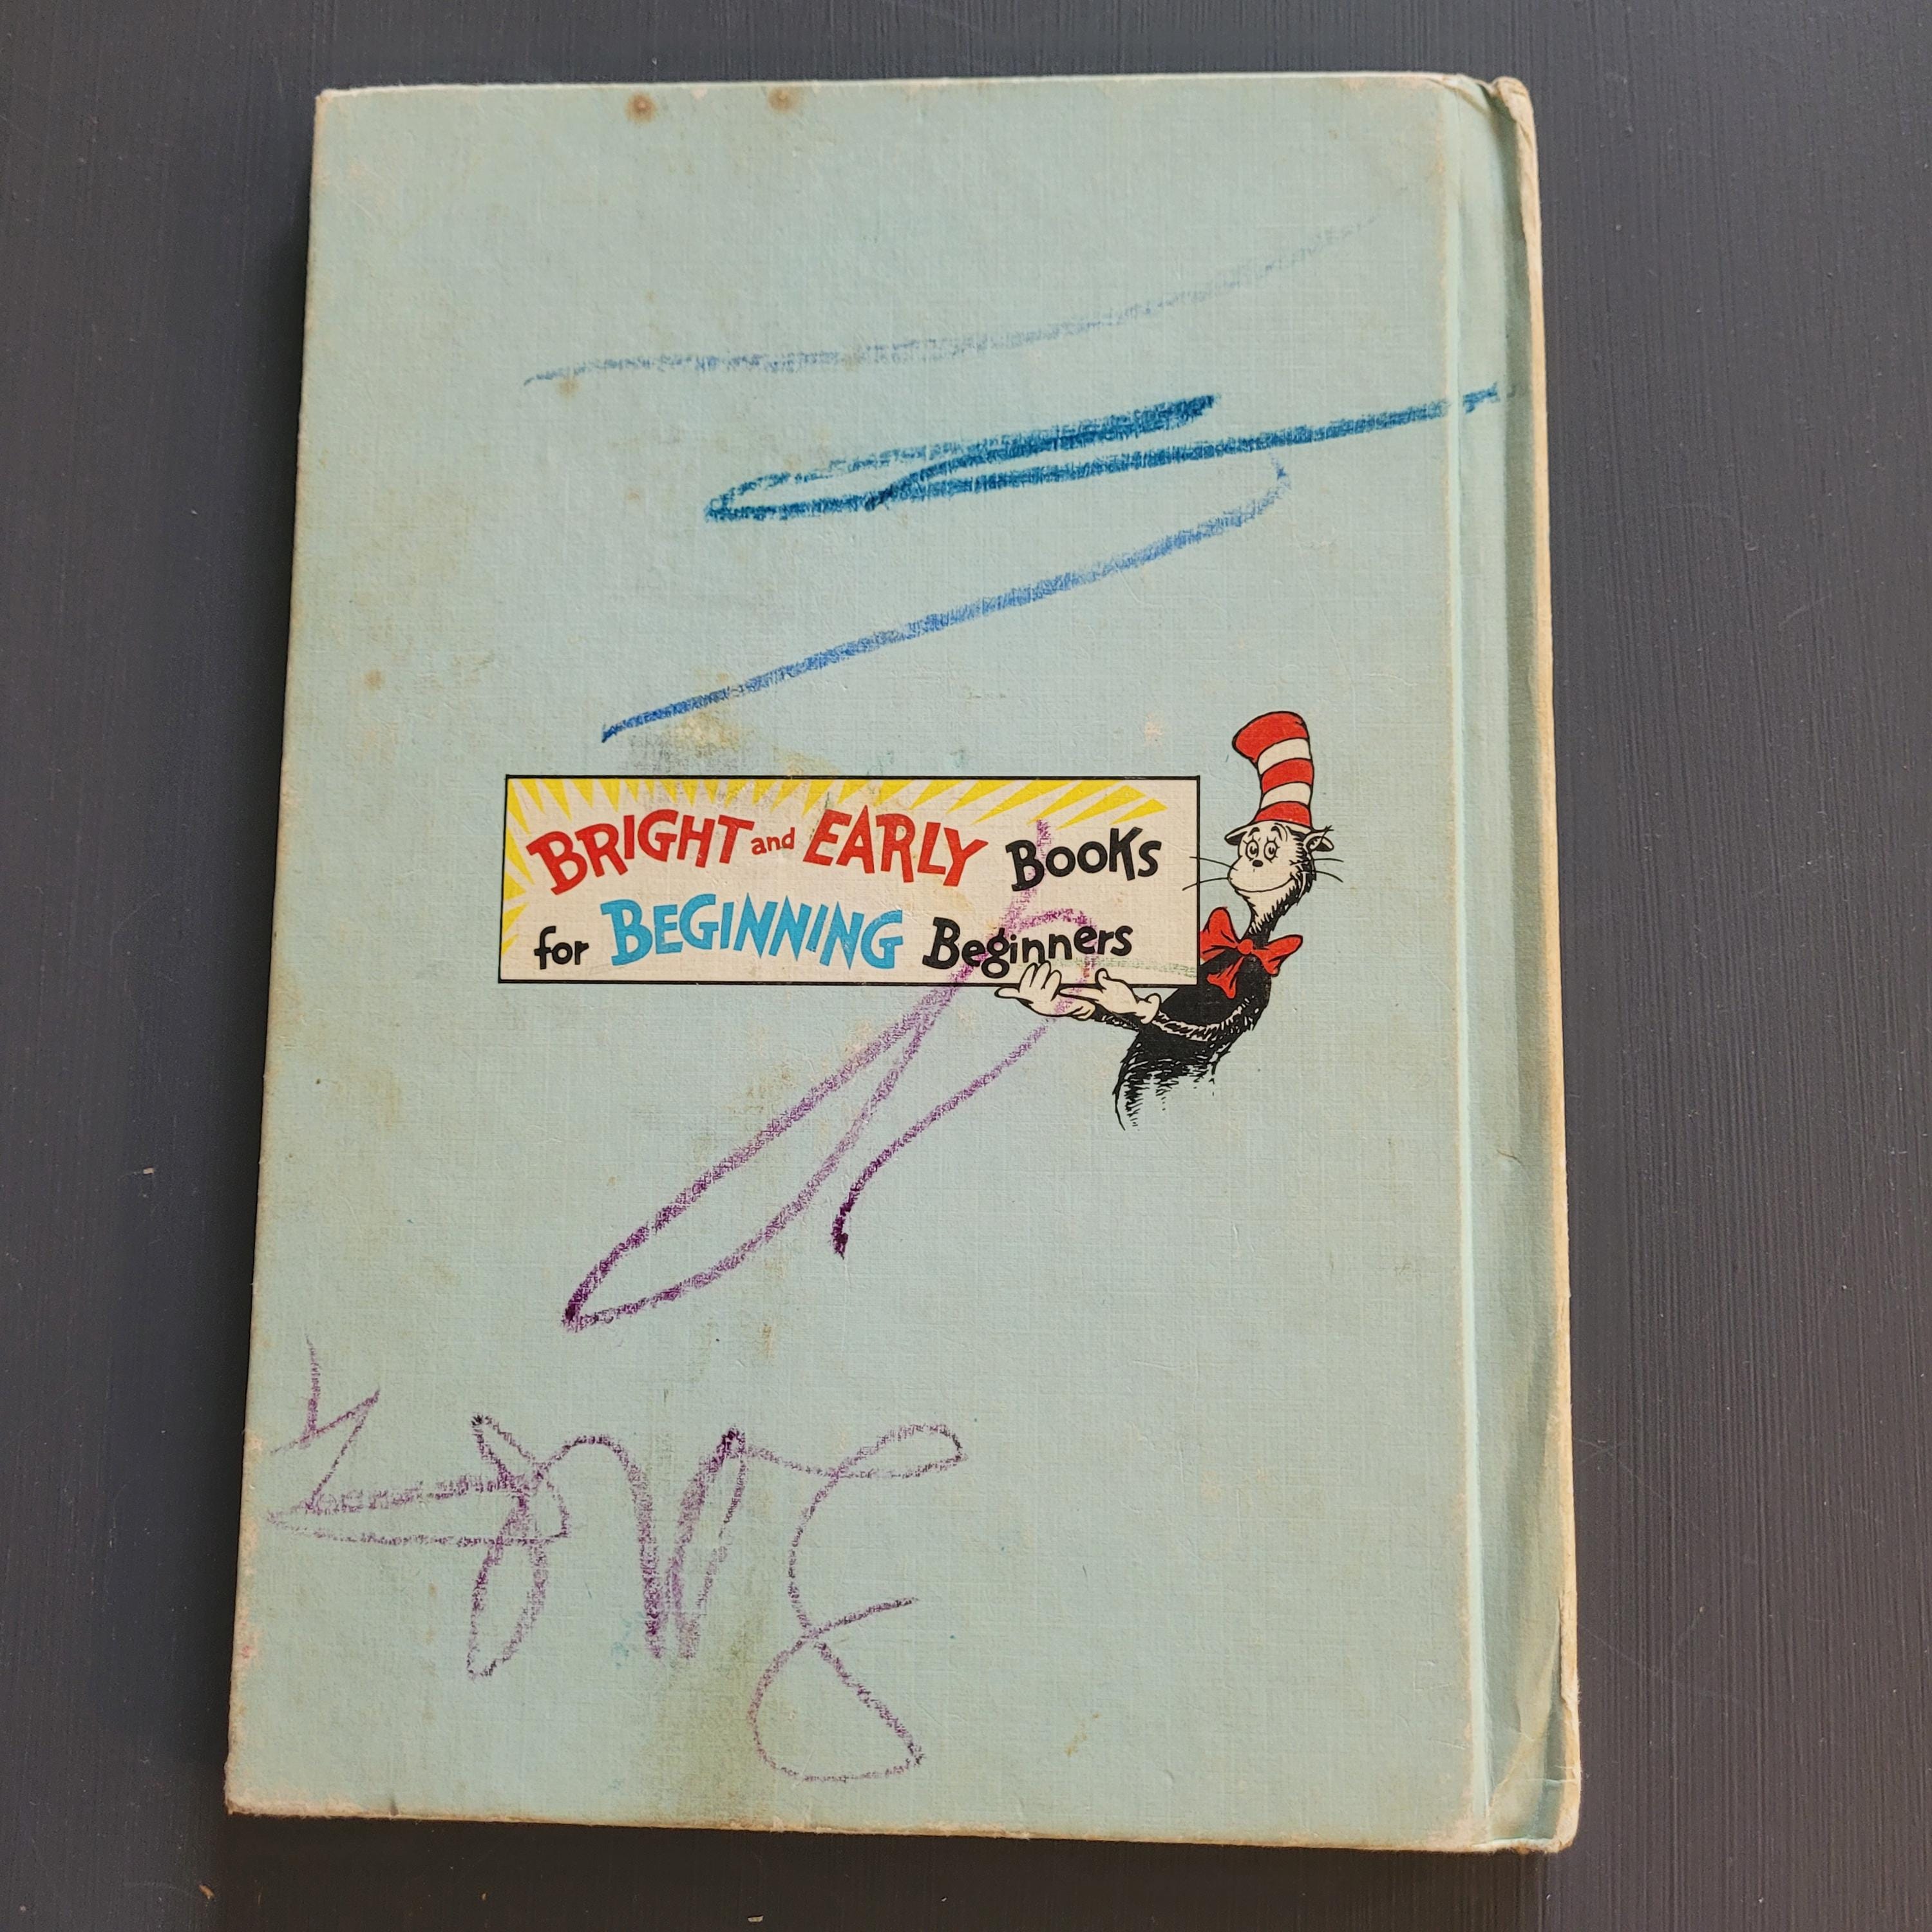 BRIGHT and EARLY Books
for BEGINNING Beginners